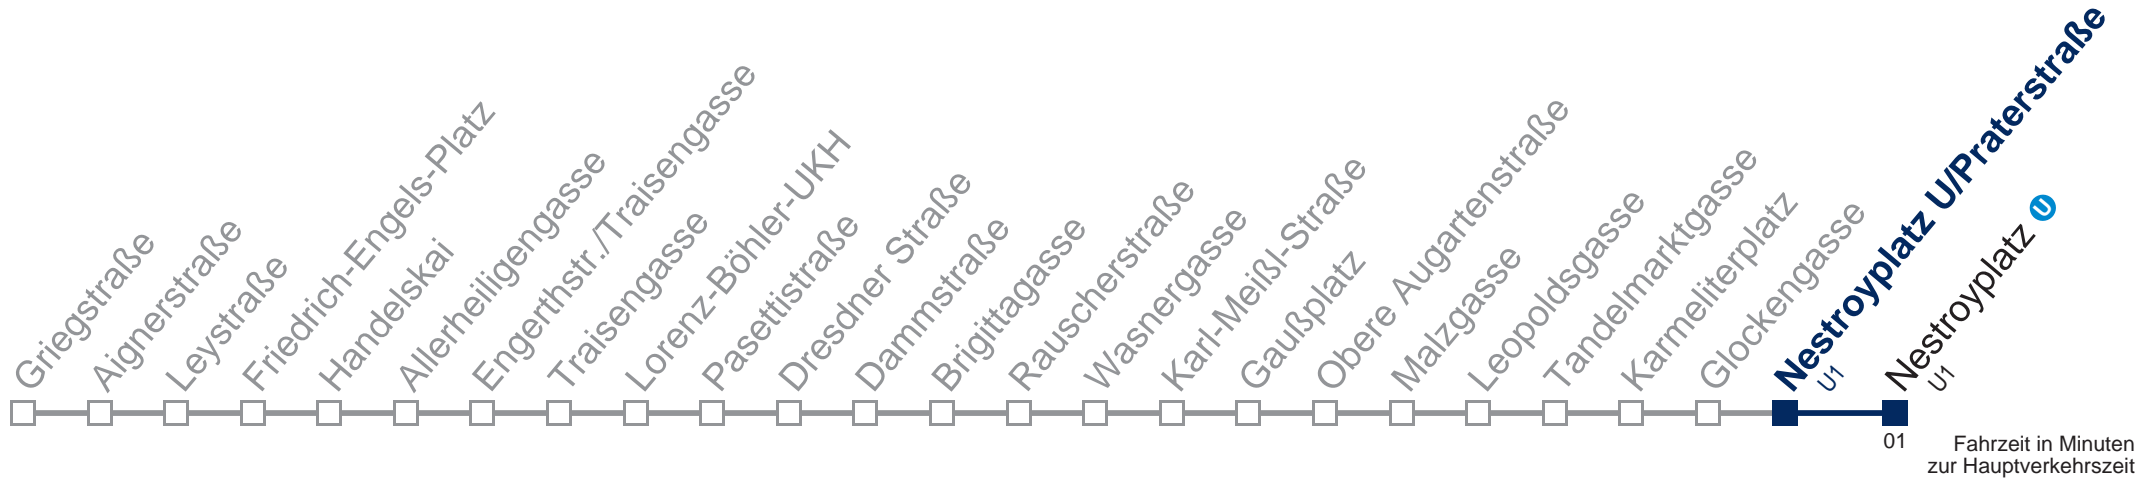 Griegstraße
Aignerstraße
Leystraße
Friedrich-Engels-Platz
Handelskai
Allerheiligengasse
Engerthstr./Traisengasse
Traisengasse
Lorenz-Böhler-UKH
Pasettistraße
Dresdner Straße
Dammstraße
Brigittagasse
Rauscherstraße
Wasnergasse
Karl-Meißl-Straße
Gaußplatz
Obere Augartenstraße
Malzgasse
Leopoldsgasse
Tandelmarktgasse
Karmeliterplatz
Glockengasse
Nestroyplatz U/Praterstraße
U1
Nestroyplatz U
U1
01
Fahrzeit in Minuten
zur Hauptverkehrszeit